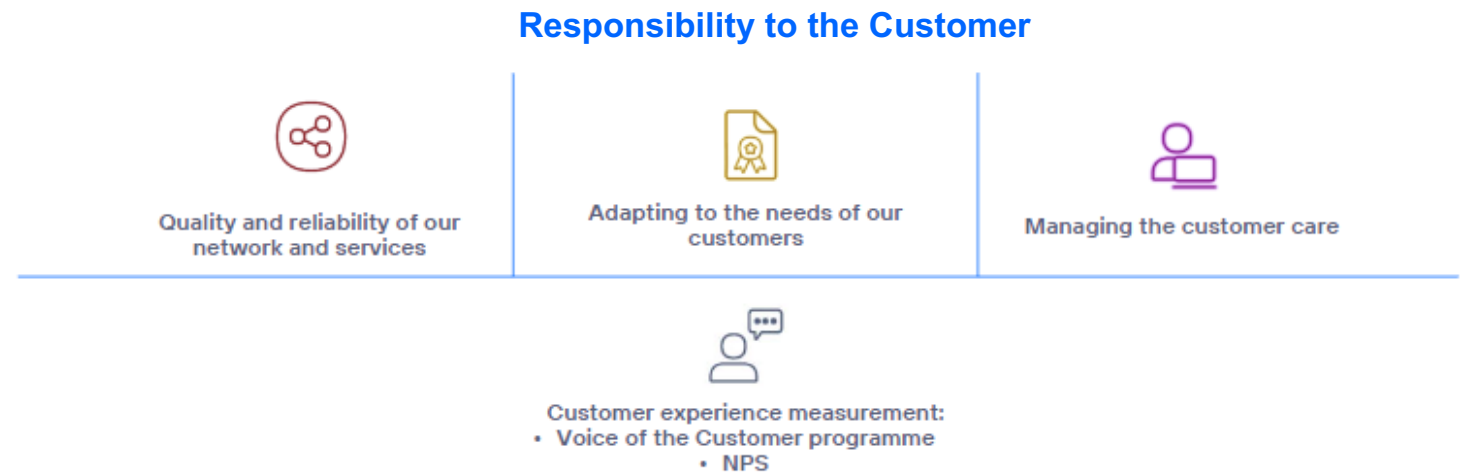 Responsibility to the Customer
Quality and reliability of our
network and services
Adapting to the needs of our
customers
Managing the customer care
Customer experience measurement:
• Voice of the Customer programme
• NPS